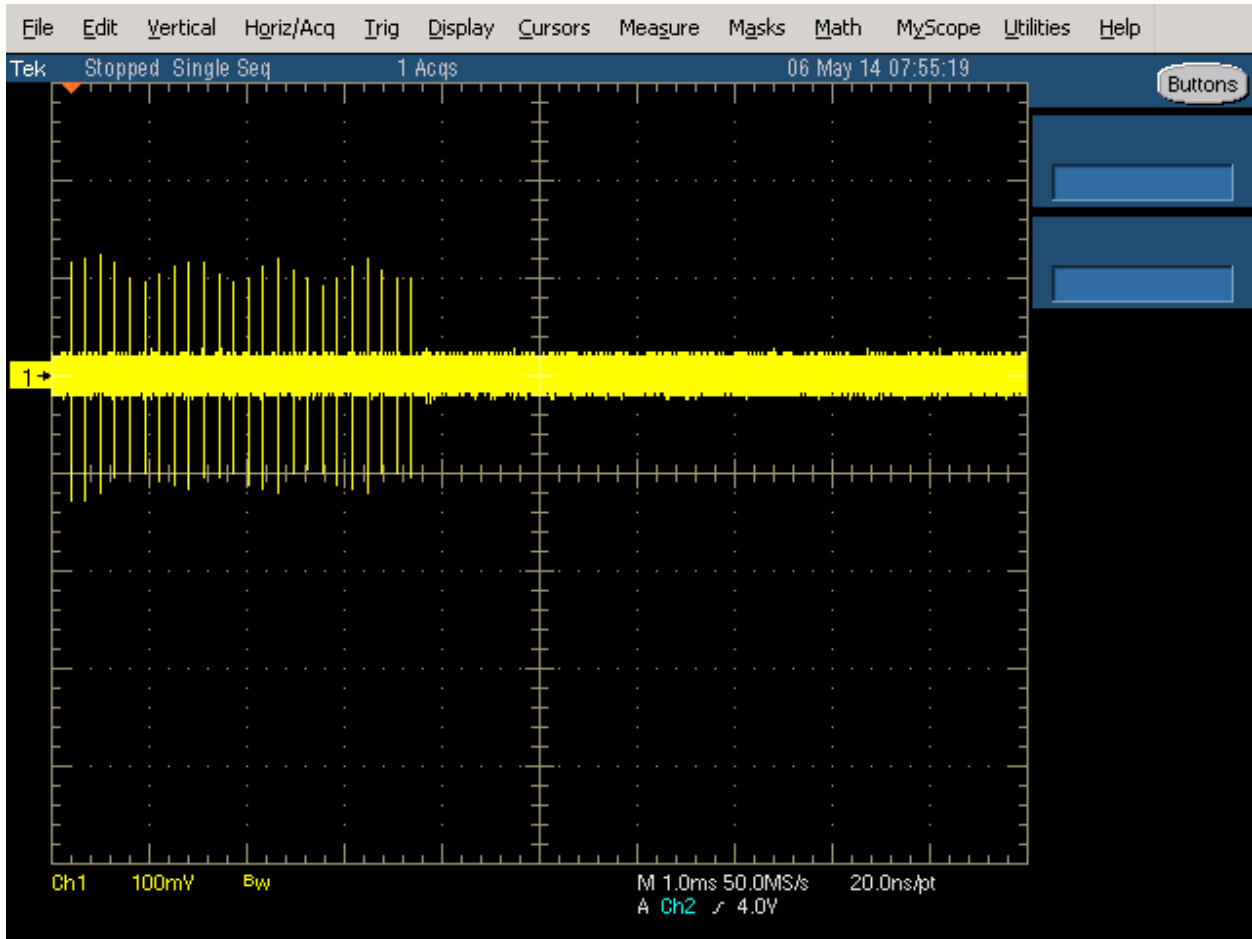 File Edit Vertical Horiz/Acq Trig Display Cursors Measure Masks Math MyScope Utilities Help
Tek Stopped Single Seq 1 Acqs 06 May 14 07:55:19 Buttons
1
Ch1 100mV Bw M 1.0ms 50.0MS/s 20.0ns/pt
A Ch2 4.0V